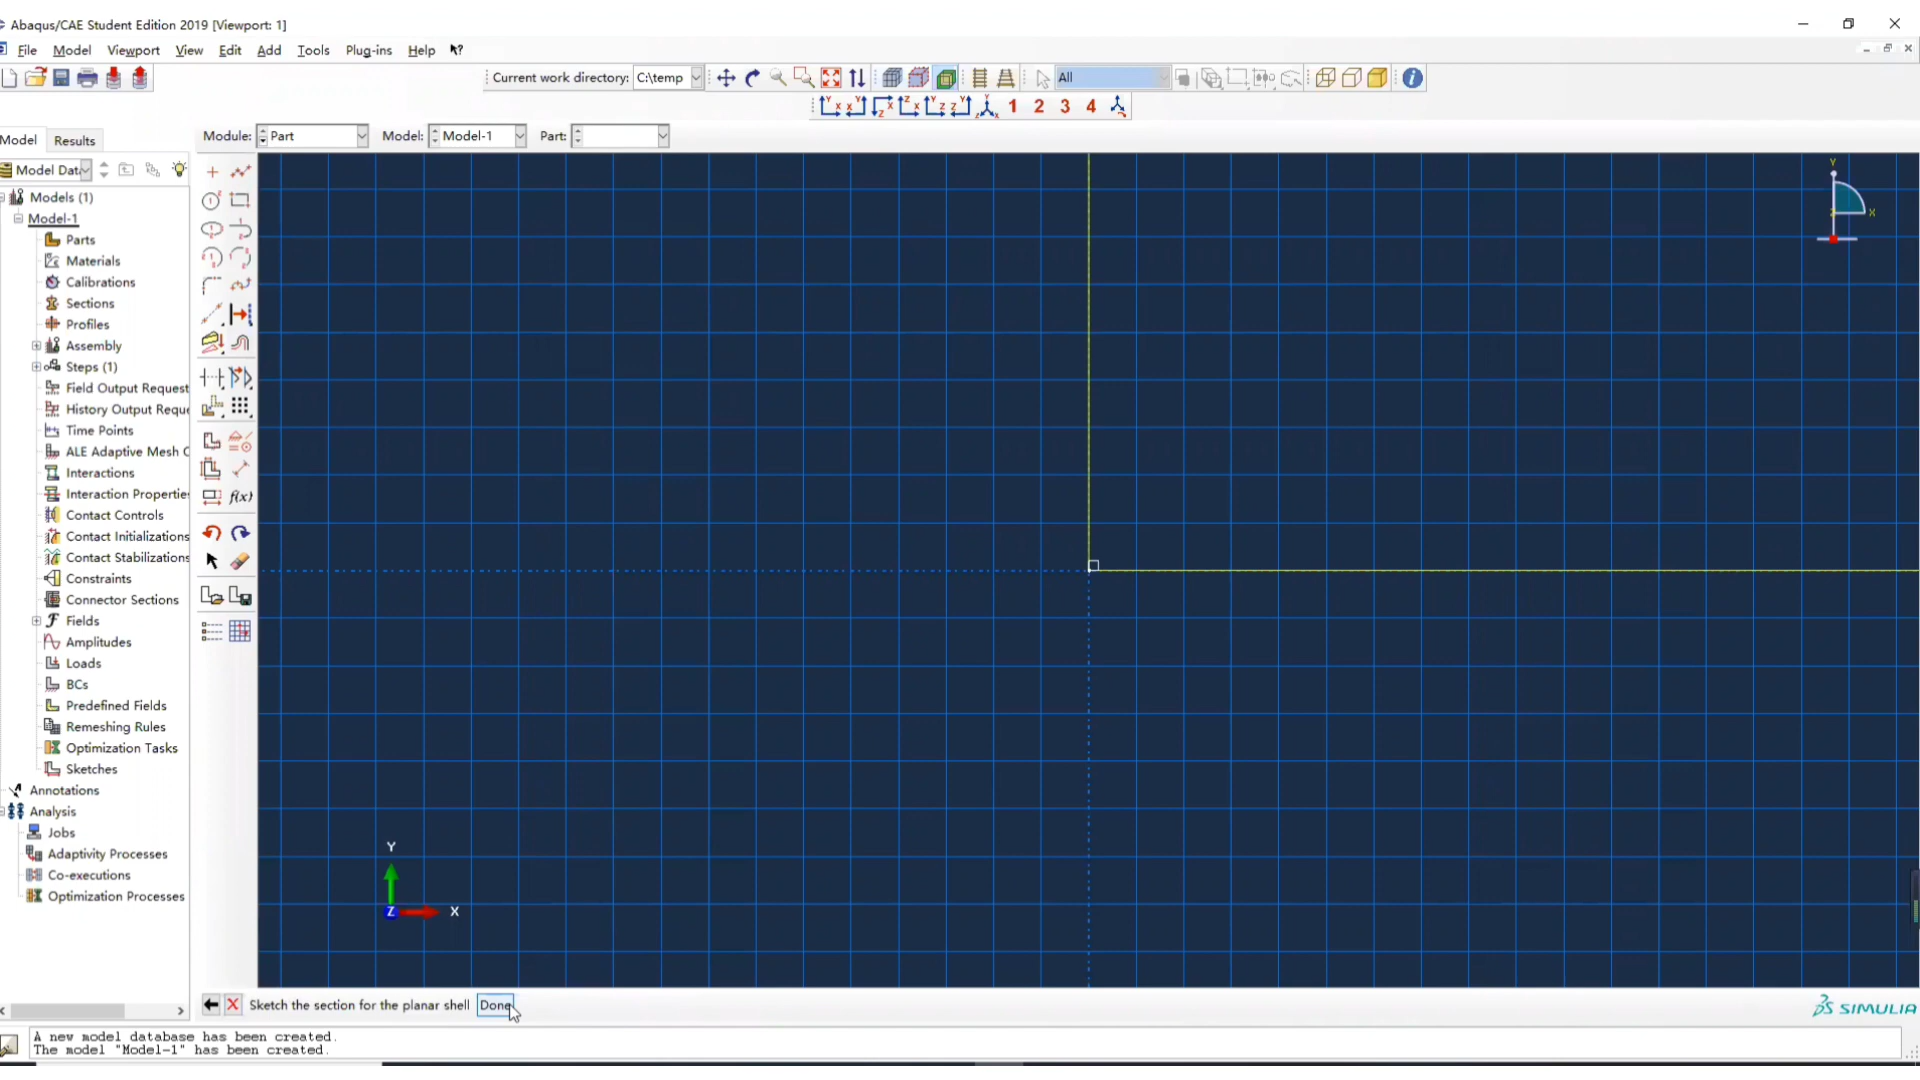 Abaqus/CAE Student Edition 2019 [Viewport: 1]
File Model Viewport View Edit Add Tools Plug-ins Help
Current work directory: C:\temp All
1 2 3 4
Model Results Module: Part Model: Model-1 Part:
Model Dat
Models (1)
Model-1
Parts
Materials
Calibrations
Sections
Profiles
Assembly
Steps (1)
Field Output Request
History Output Reque
Time Points
ALE Adaptive Mesh C
Interactions
Interaction Propertie
Contact Controls
Contact Initializations
Contact Stabilizations
Constraints
Connector Sections
Fields
Amplitudes
Loads
BCs
Predefined Fields
Remeshing Rules
Optimization Tasks
Sketches
Annotations
Analysis
Jobs
Adaptivity Processes
Co-executions
Optimization Processes
f(x)
Y
X
Y
Z X
Sketch the section for the planar shell Done
SIMULIA
A new model database has been created.
The model "Model-1" has been created.